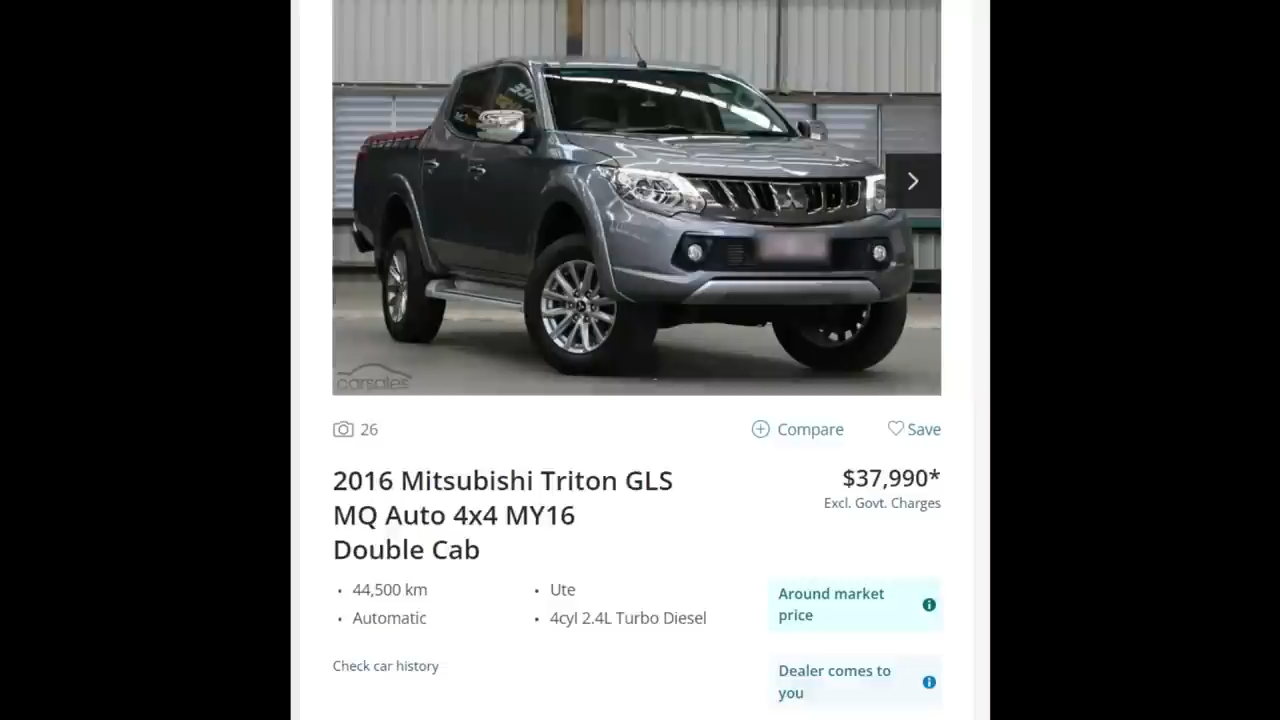 carsales
26
Compare
Save
2016 Mitsubishi Triton GLS
MQ Auto 4x4 MY16
Double Cab
$37,990*
Excl. Govt. Charges
44,500 km
Ute
Automatic
4cyl 2.4L Turbo Diesel
Around market
price
Check car history
Dealer comes to
you